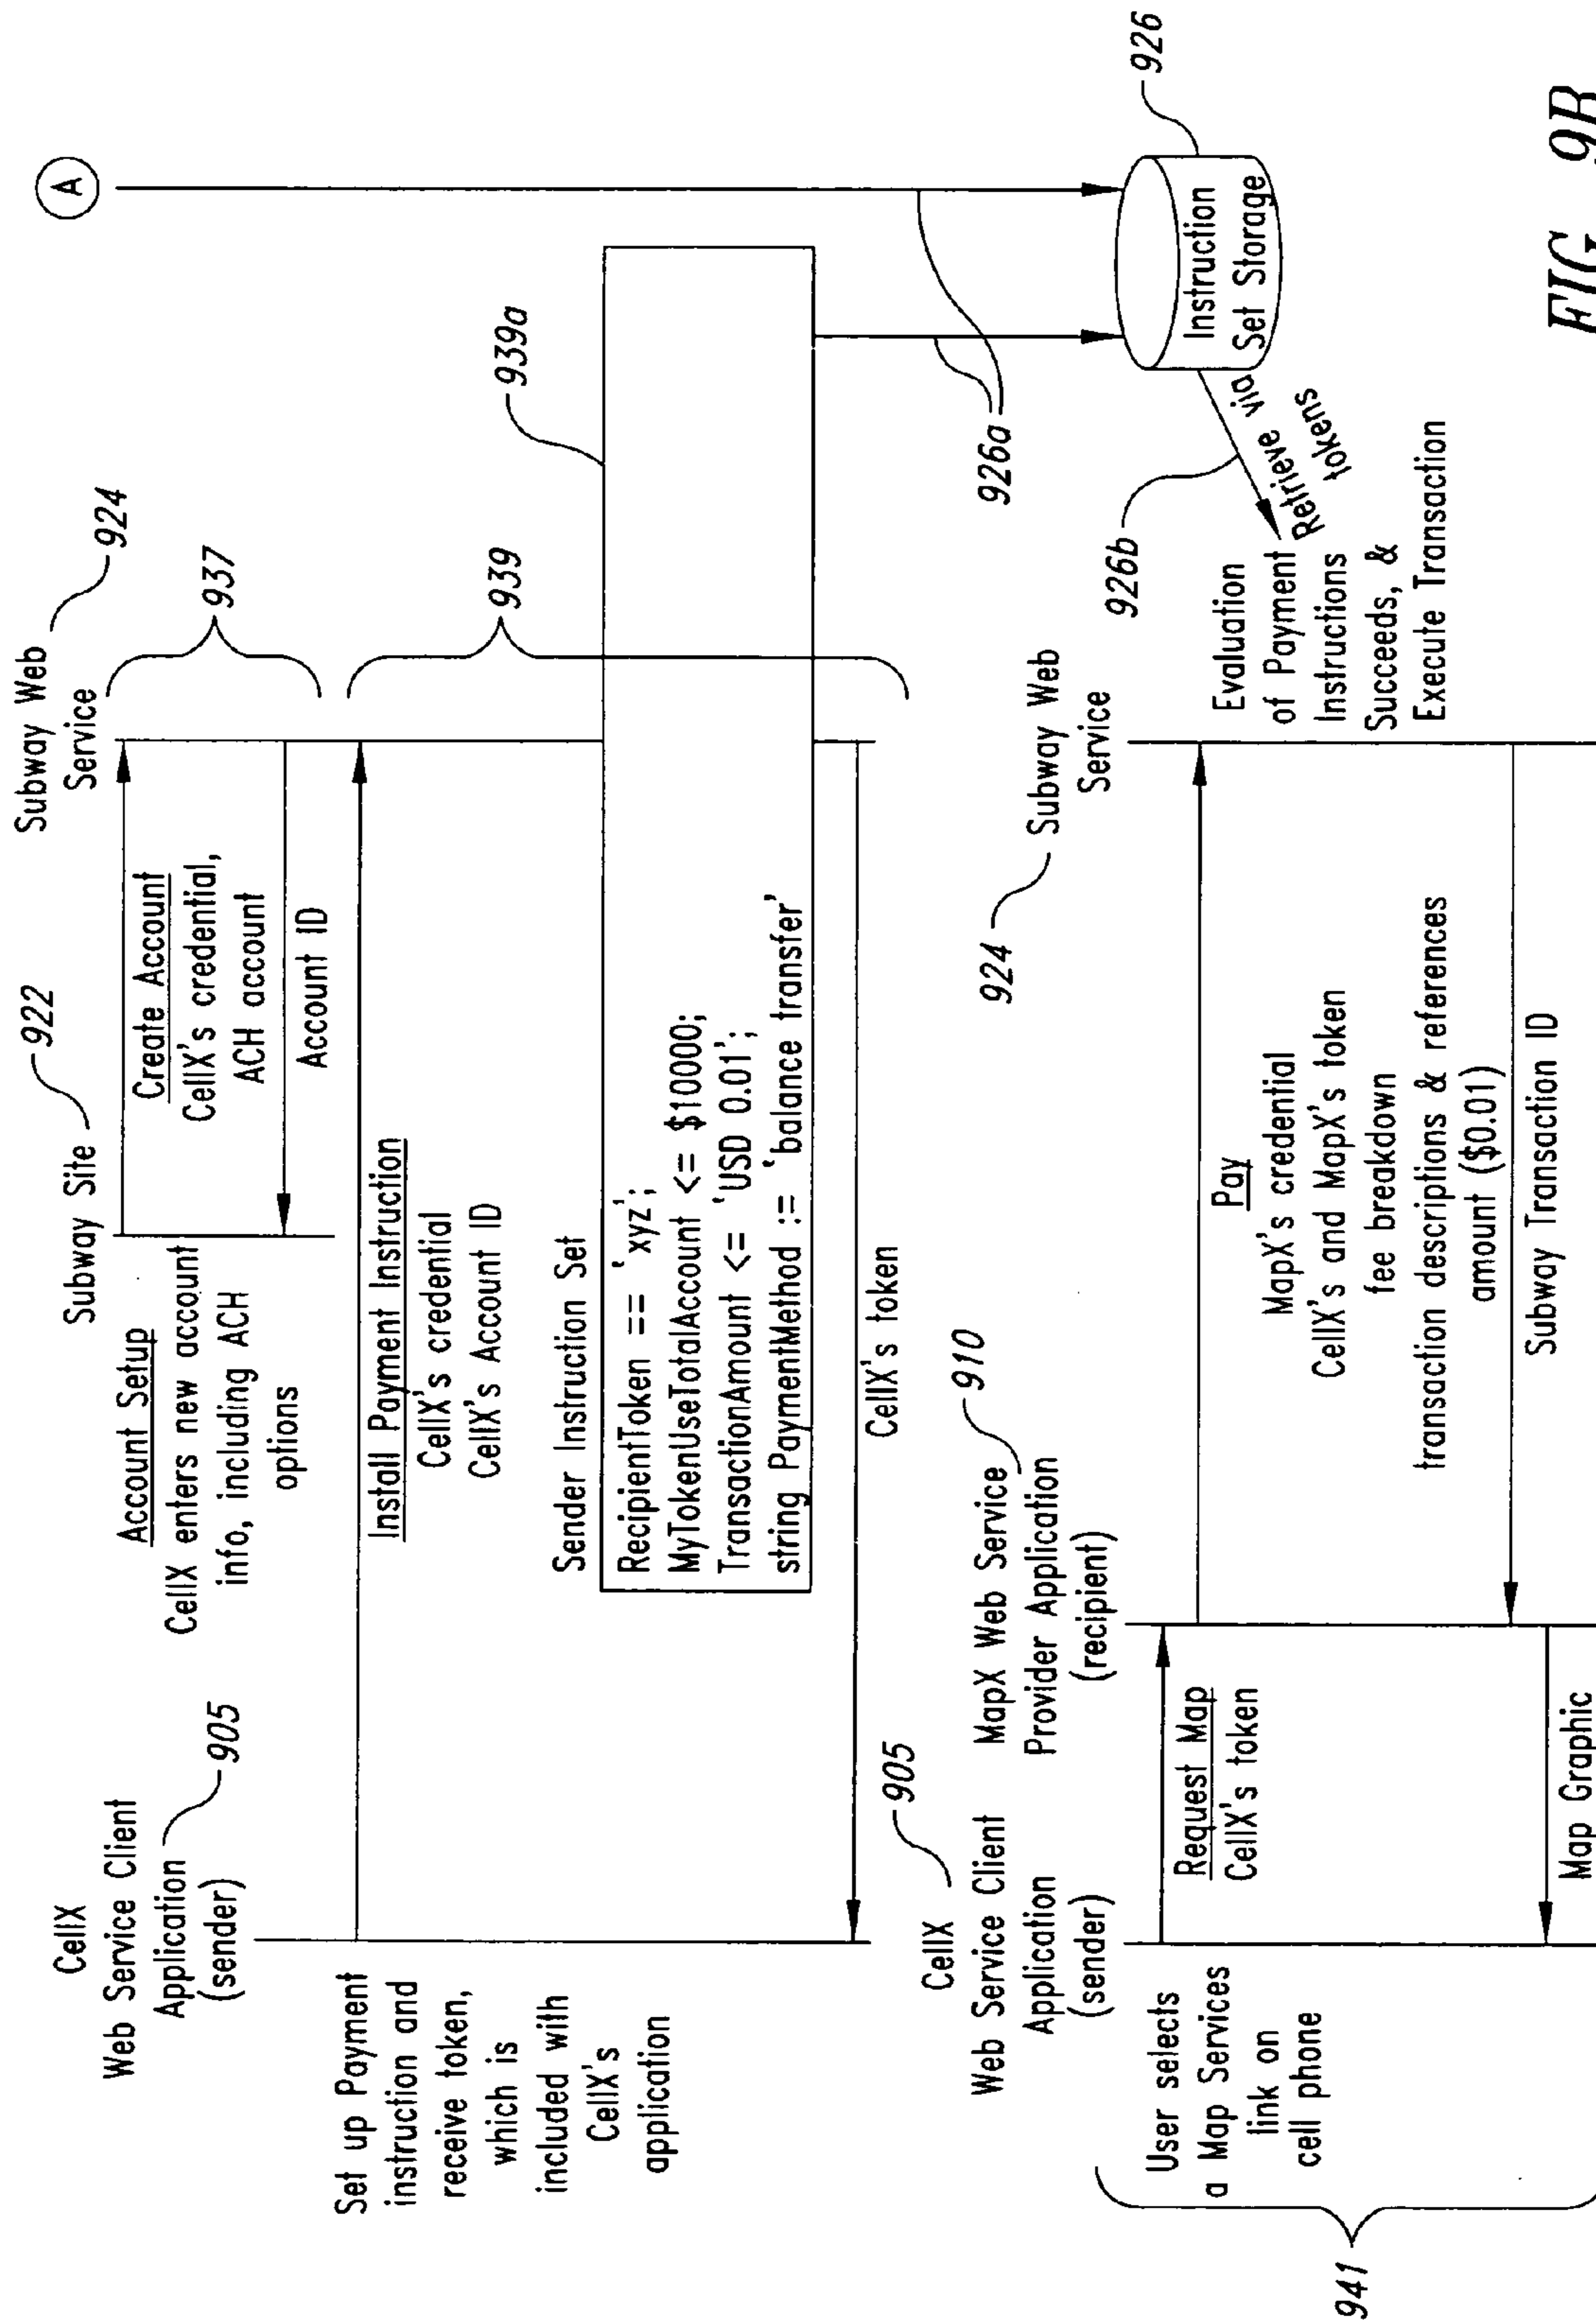 CellX
Web Service Client
Application
(sender)
905
Subway Site
922
Subway Web
Service
924
Account Setup
CellX enters new account
info, including ACH
options
Create Account
CellX's credential,
ACH account
Account ID
937
A
Set up Payment
instruction and
receive token,
which is
included with
CellX's
application
Install Payment Instruction
CellX's credential
CellX's Account ID
939
Sender Instruction Set
939a
RecipientToken == 'xyz';
MyTokenUseTotalAccount <= $10000;
TransactionAmount <= 'USD 0.01';
string PaymentMethod := 'balance transfer'
CellX's token
926a
CellX
Web Service Client
Application
(sender)
905
MapX Web Service
Provider Application
(recipient)
910
924
Subway Web
Service
926b
Retrieve via
tokens
Instruction
Set Storage
926
User selects
a Map Services
link on
cell phone
941
Request Map
CellX's token
Pay
MapX's credential
CellX's and MapX's token
fee breakdown
transaction descriptions & references
amount ($0.01)
Evaluation
of Payment
Instructions
Succeeds, &
Execute Transaction
Subway Transaction ID
Map Graphic
FIG. 9B